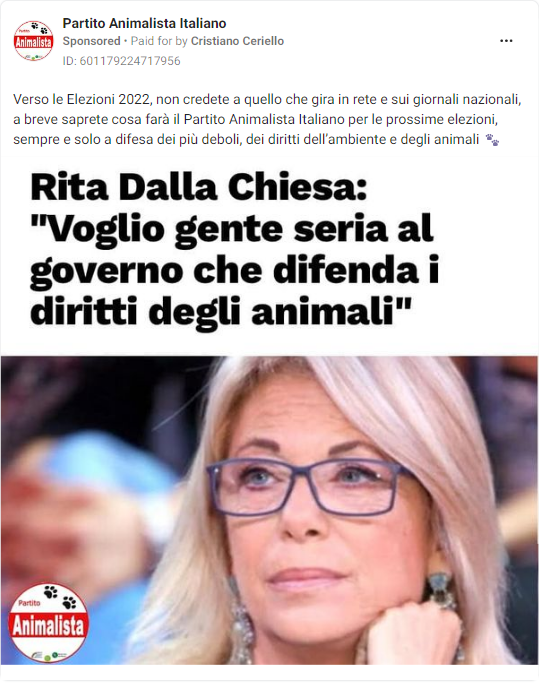 Partito Animalista Italiano
Sponsored • Paid for by Cristiano Ceriello
ID: 601179224717956
Verso le Elezioni 2022, non credete a quello che gira in rete e sui giornali nazionali,
a breve saprete cosa farà il Partito Animalista Italiano per le prossime elezioni,
sempre e solo a difesa dei più deboli, dei diritti dell'ambiente e degli animali 🐾
Rita Dalla Chiesa:
"Voglio gente seria al
governo che difenda i
diritti degli animali"
Partito
Animalista